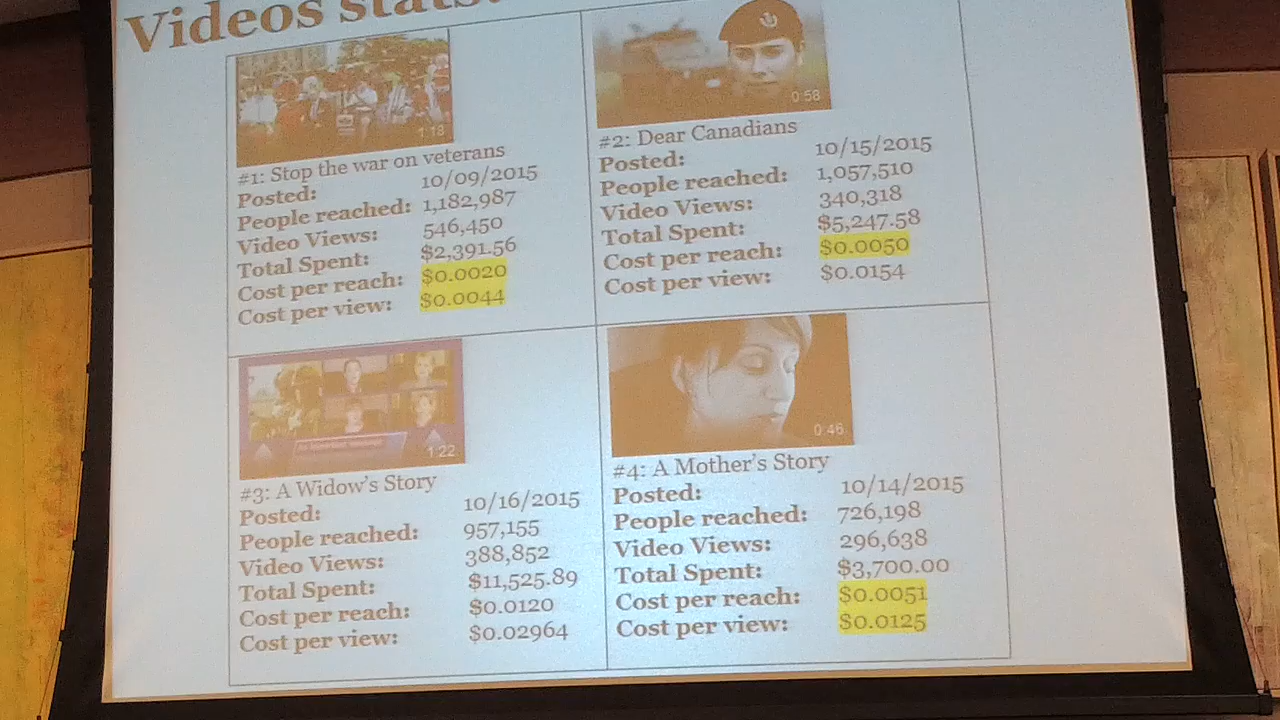 Videos stats
1:18
#1: Stop the war on veterans
Posted: 10/09/2015
People reached: 1,182,987
Video Views: 546,450
Total Spent: $2,391.56
Cost per reach: $0.0020
Cost per view: $0.0044
0:58
#2: Dear Canadians
Posted: 10/15/2015
People reached: 1,057,510
Video Views: 340,318
Total Spent: $5,247.58
Cost per reach: $0.0050
Cost per view: $0.0154
1:22
#3: A Widow's Story
Posted: 10/16/2015
People reached: 957,155
Video Views: 388,852
Total Spent: $11,525.89
Cost per reach: $0.0120
Cost per view: $0.02964
0:46
#4: A Mother's Story
Posted: 10/14/2015
People reached: 726,198
Video Views: 296,638
Total Spent: $3,700.00
Cost per reach: $0.0051
Cost per view: $0.0125